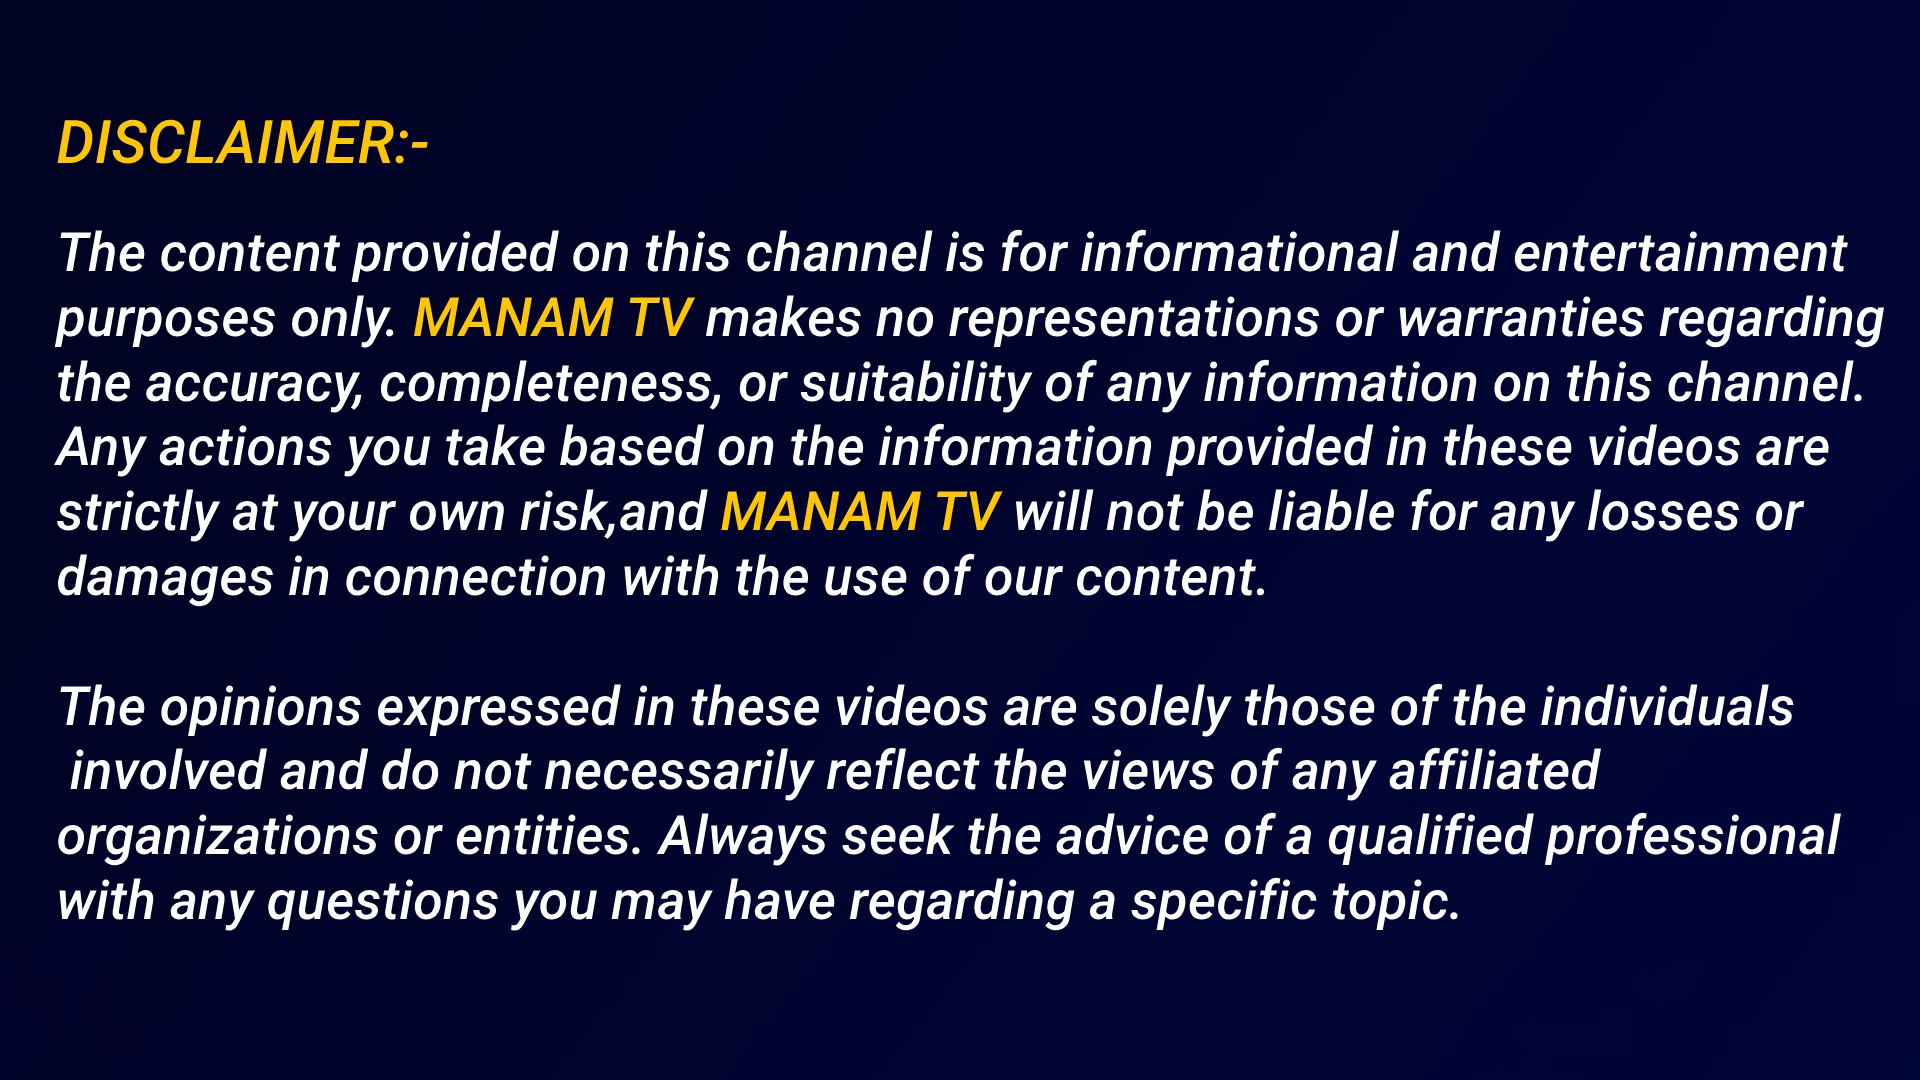 DISCLAIMER:-
The content provided on this channel is for informational and entertainment
purposes only. MANAM TV makes no representations or warranties regarding
the accuracy, completeness, or suitability of any information on this channel.
Any actions you take based on the information provided in these videos are
strictly at your own risk,and MANAM TV will not be liable for any losses or
damages in connection with the use of our content.
The opinions expressed in these videos are solely those of the individuals
involved and do not necessarily reflect the views of any affiliated
organizations or entities. Always seek the advice of a qualified professional
with any questions you may have regarding a specific topic.